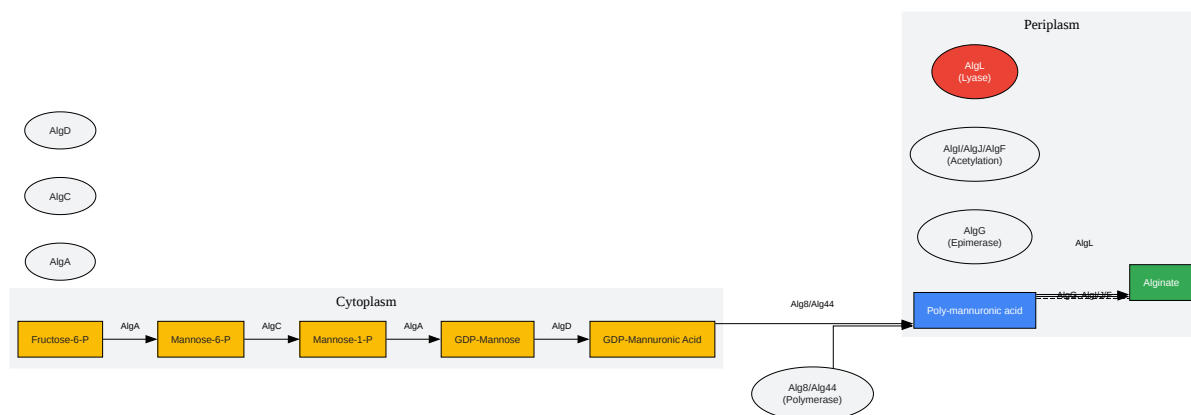 Periplasm
AlgL
(Lyase)
AlgD
AlgI/AlgJ/AlgF
(Acetylation)
AlgC
AlgG
(Epimerase)
AlgL
AlgA
Alginate
Cytoplasm
Alg8/Alg44
AlgG, AlgI/J/F
Poly-mannuronic acid
AlgA
AlgC
AlgA
AlgD
Fructose-6-P
Mannose-6-P
Mannose-1-P
GDP-Mannose
GDP-Mannuronic Acid
Alg8/Alg44
(Polymerase)